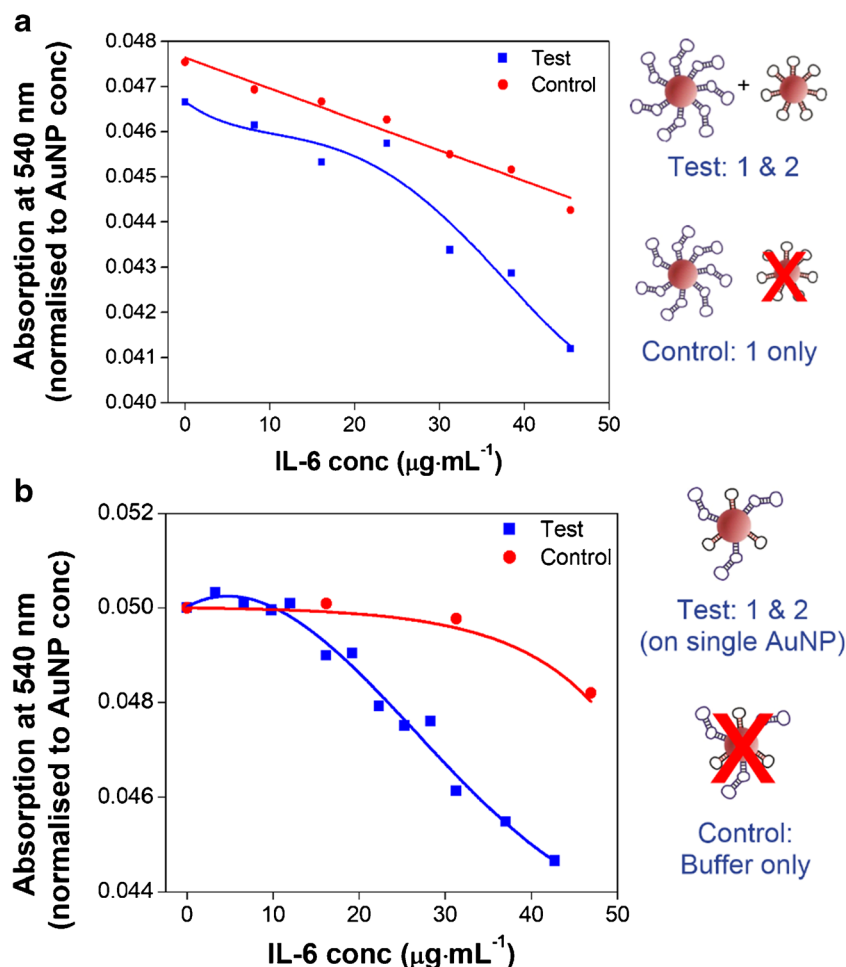 a
0.048
0.047
0.046
0.045
0.044
0.043
0.042
0.041
0.040
0
10
20
30
40
50
Absorption at 540 nm
(normalised to AuNP conc)
IL-6 conc (μg·mL⁻¹)
Test
Control
+
Test: 1 & 2
X
Control: 1 only
b
0.052
0.050
0.048
0.046
0.044
0
10
20
30
40
50
Absorption at 540 nm
(normalised to AuNP conc)
IL-6 conc (μg·mL⁻¹)
Test
Control
Test: 1 & 2
(on single AuNP)
X
Control:
Buffer only